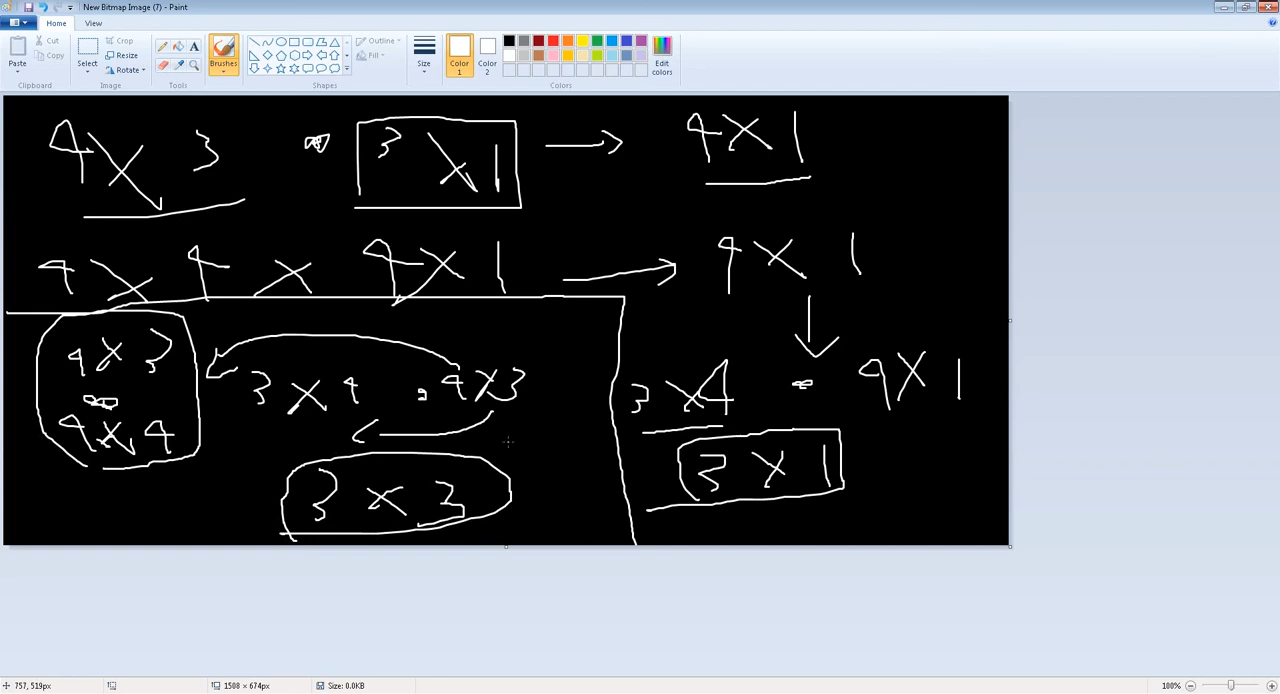 New Bitmap Image (7) - Paint
Home View
Cut
Copy
Paste
Clipboard
Select
Crop
Resize
Rotate
Image
A
Tools
Brushes
Outline
Fill
Shapes
Size
Color 1
Color 2
Edit colors
Colors
4 x 3 3 x 1 → 4 x 1
4 x 4 x 4 x 1 → 4 x 1
4 x 3
4 x 4
3 x 4 . 4 x 3
3 x 3
3 x 4 4 x 1
3 x 1
757, 519px 1508 × 674px Size: 0.0KB 100%